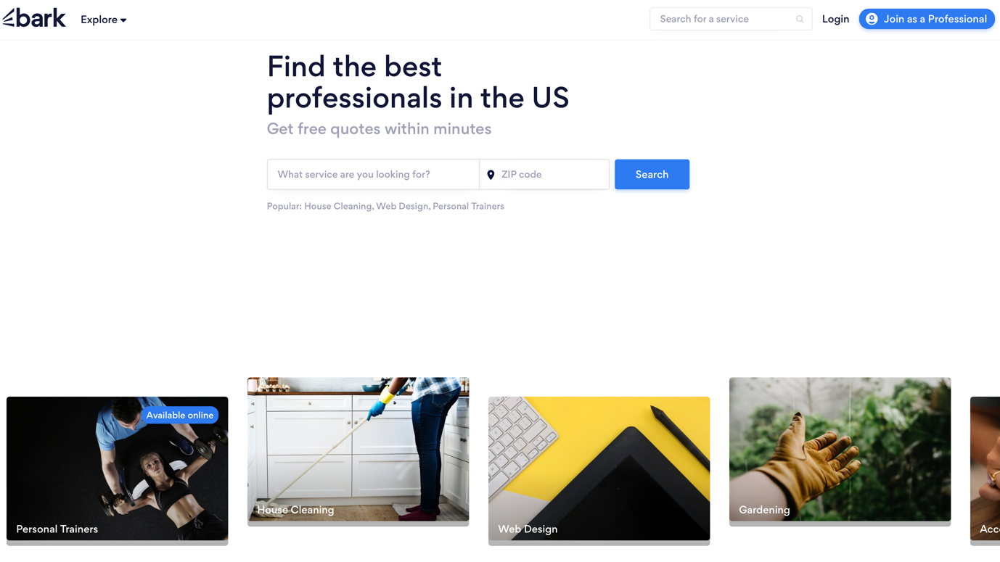 bark
Explore
Search for a service
Login
Join as a Professional
Find the best
professionals in the US
Get free quotes within minutes
What service are you looking for?
ZIP code
Search
Popular: House Cleaning, Web Design, Personal Trainers
Available online
Personal Trainers
House Cleaning
Web Design
Gardening
Acc